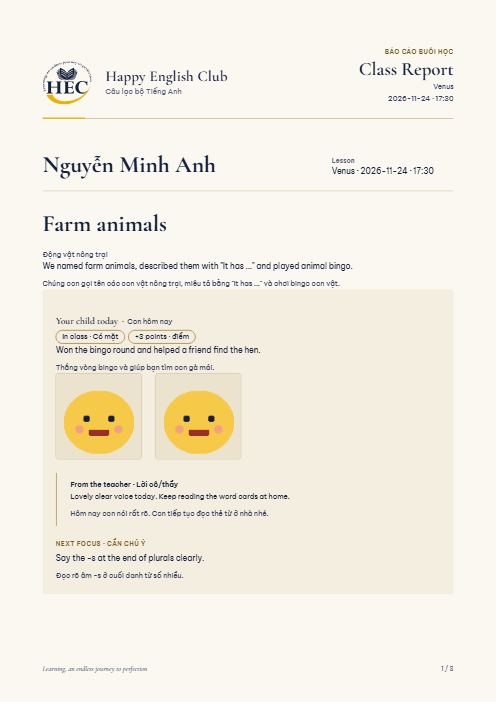 BÁO CÁO BUỔI HỌC
Learning, an endless journey to perfection
HEC
Happy English Club
Câu lạc bộ Tiếng Anh
Class Report
Venus
2026-11-24 · 17:30
Nguyễn Minh Anh
Lesson
Venus · 2026-11-24 · 17:30
Farm animals
Động vật nông trại
We named farm animals, described them with "It has ..." and played animal bingo.
Chúng con gọi tên các con vật nông trại, miêu tả bằng "It has ..." và chơi bingo con vật.
Your child today · Con hôm nay
In class · Có mặt
+3 points · điểm
Won the bingo round and helped a friend find the hen.
Thắng vòng bingo và giúp bạn tìm con gà mái.
From the teacher · Lời cô/thầy
Lovely clear voice today. Keep reading the word cards at home.
Hôm nay con nói rất rõ. Con tiếp tục đọc thẻ từ ở nhà nhé.
NEXT FOCUS · CẦN CHÚ Ý
Say the -s at the end of plurals clearly.
Đọc rõ âm -s ở cuối danh từ số nhiều.
Learning, an endless journey to perfection
1 / 3